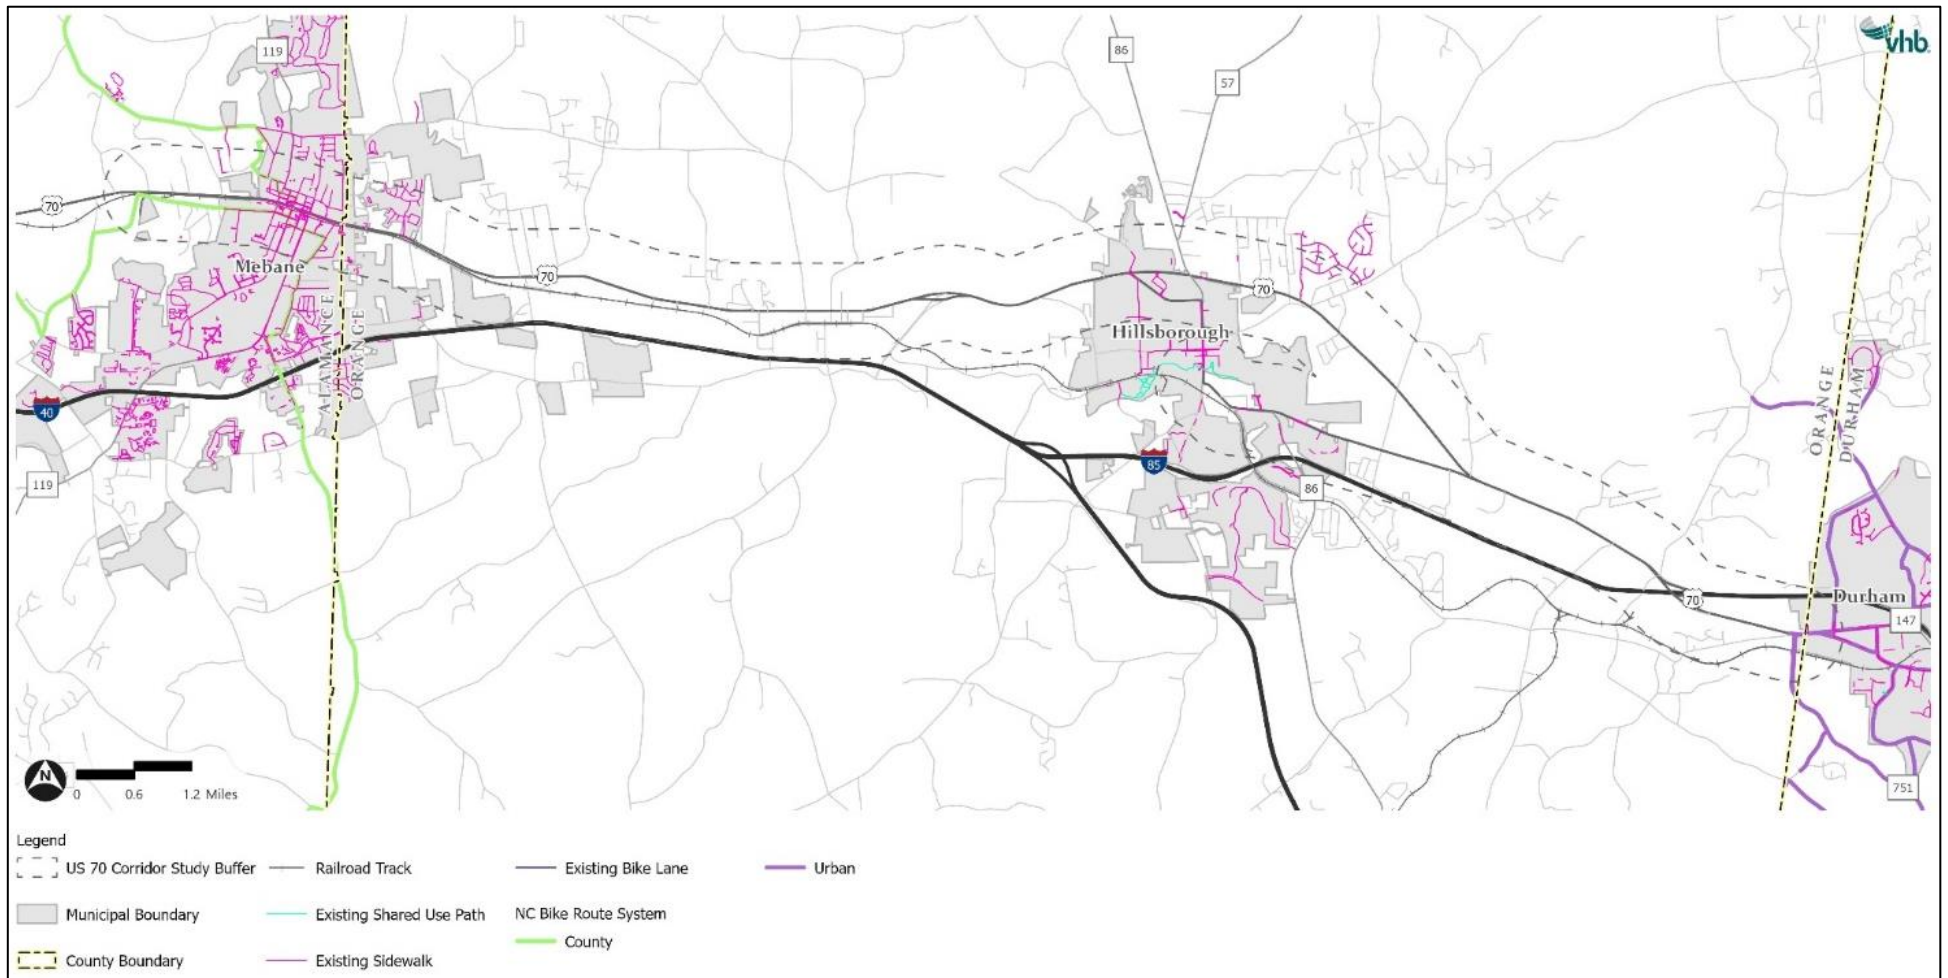 119
86
57
vhb
70
Mebane
70
70
Hillsborough
ALAMANCE
ORANGE
ORANGE
DURHAM
40
85
119
86
70
Durham
147
751
N
0 0.6 1.2 Miles
Legend
US 70 Corridor Study Buffer
Railroad Track
Existing Bike Lane
Urban
Municipal Boundary
Existing Shared Use Path
NC Bike Route System
County
County Boundary
Existing Sidewalk